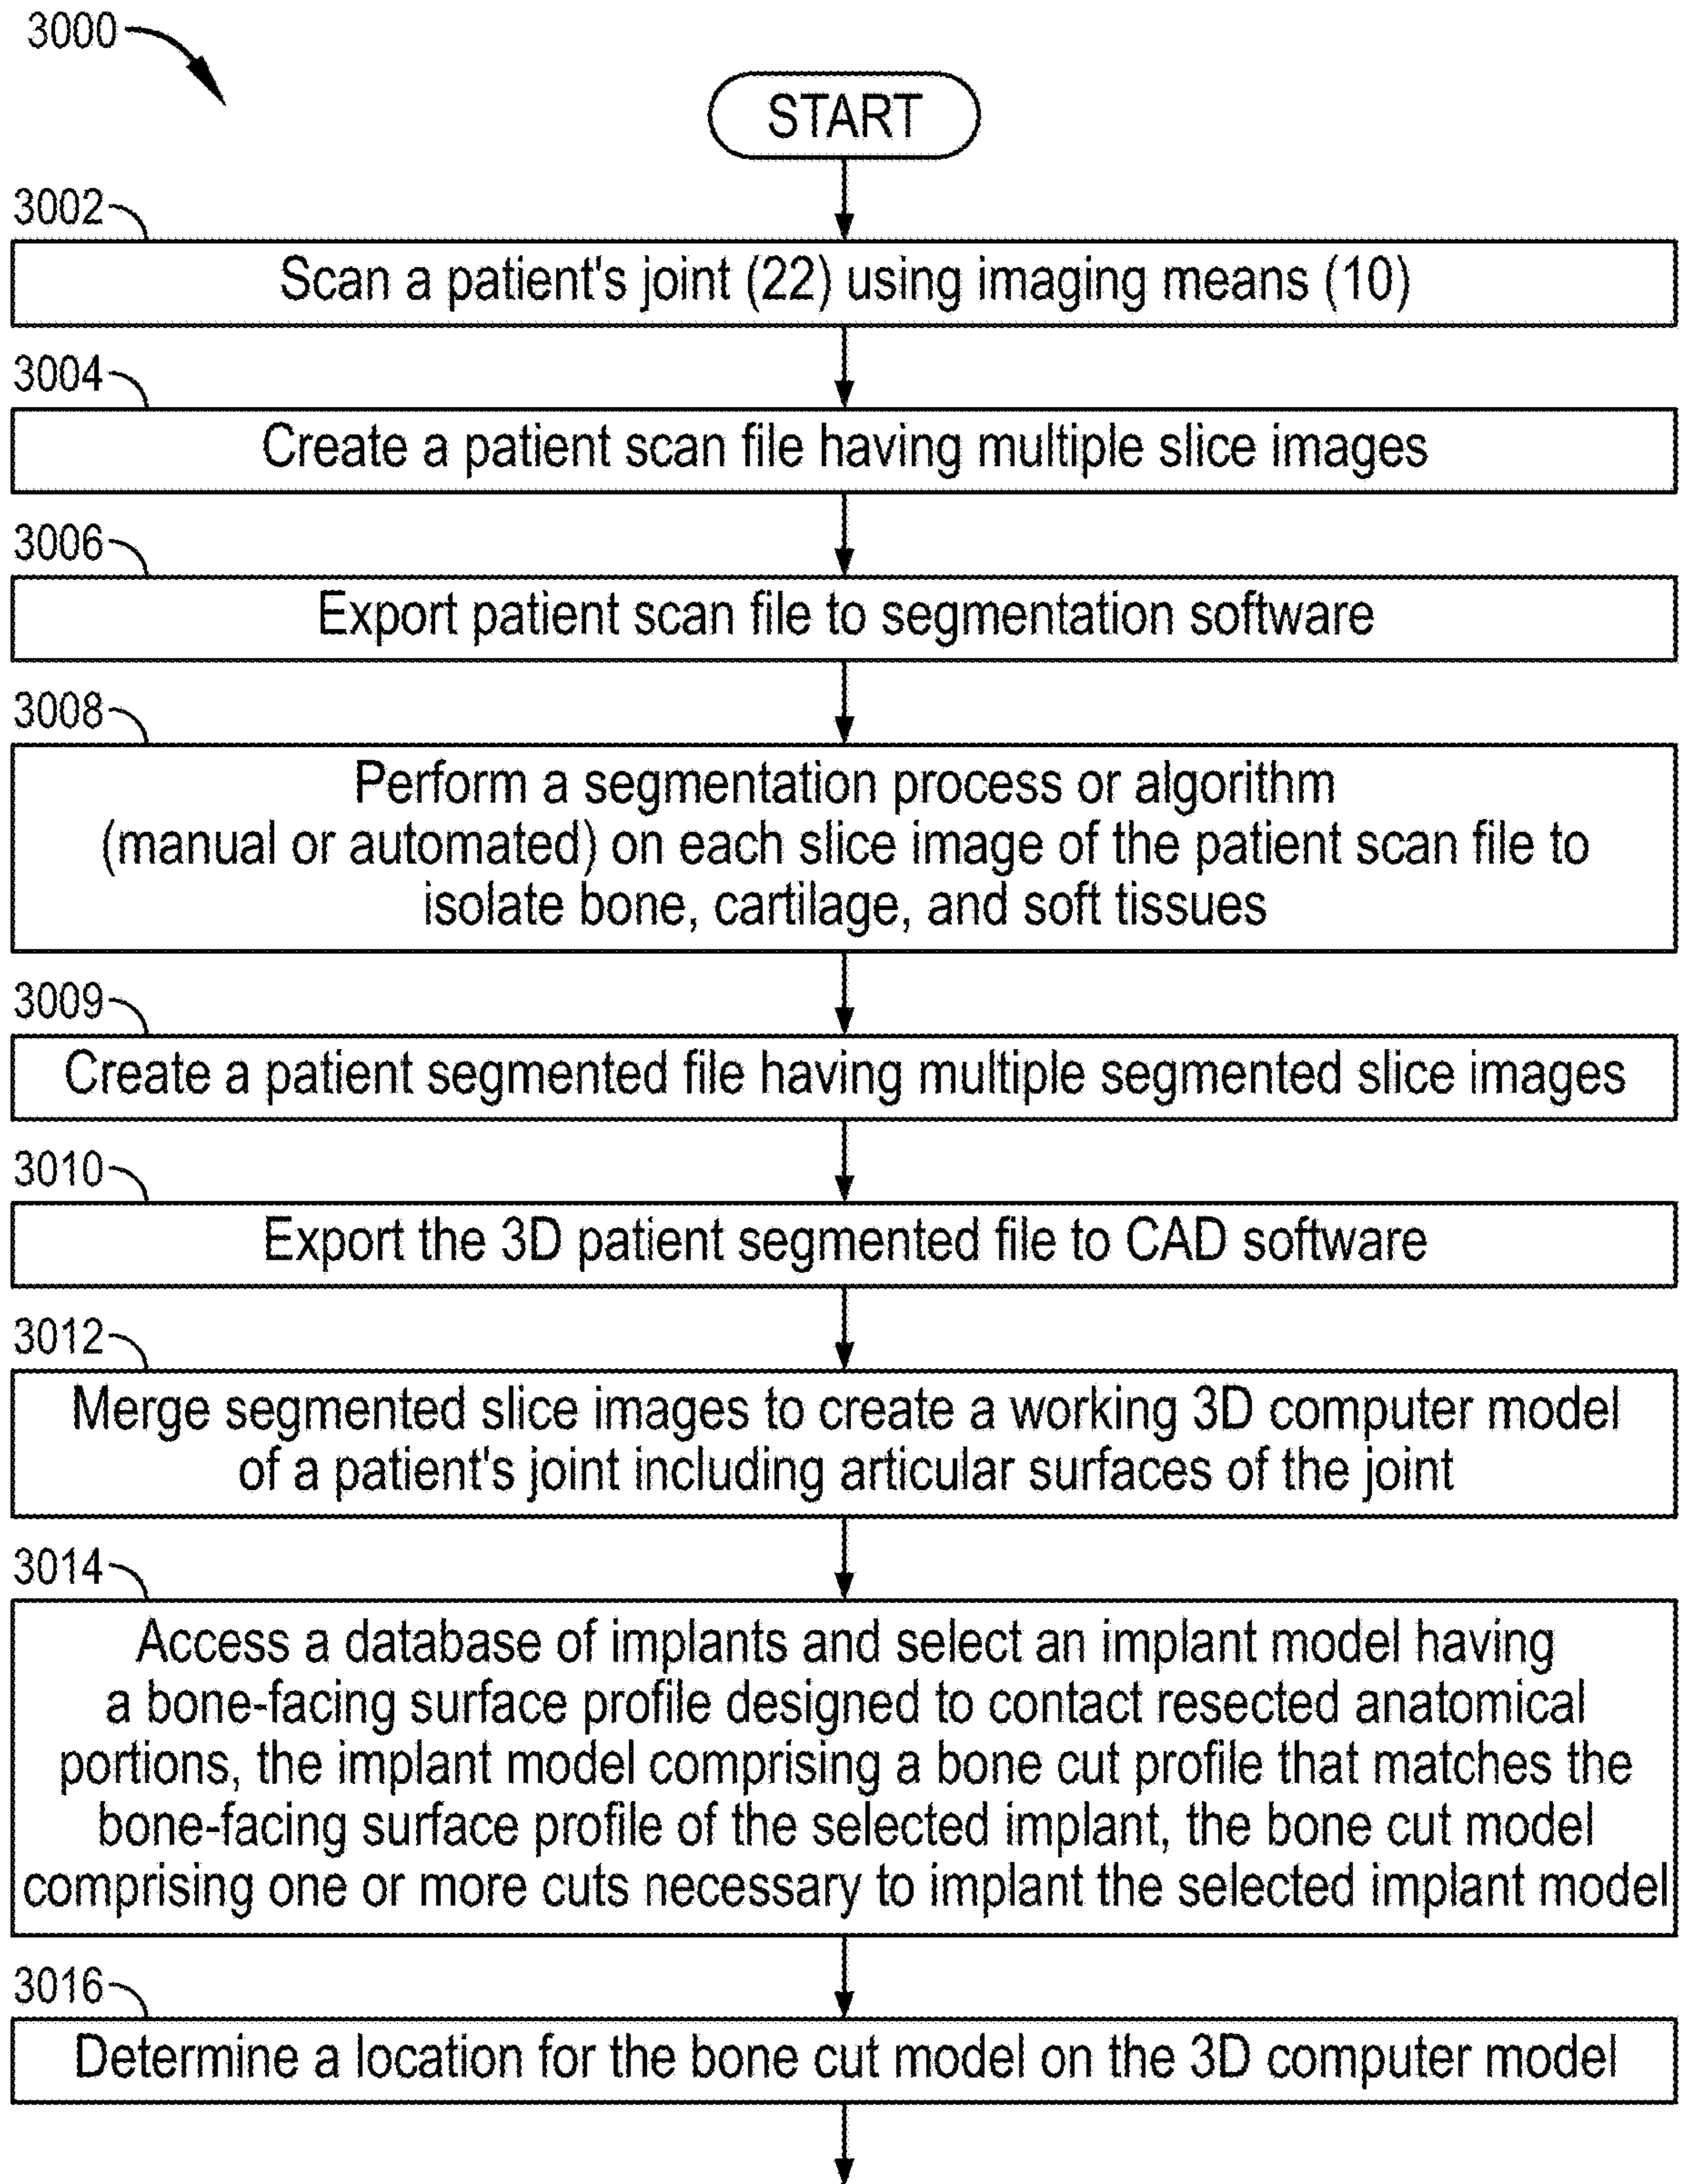 3000
START
3002
Scan a patient's joint (22) using imaging means (10)
3004
Create a patient scan file having multiple slice images
3006
Export patient scan file to segmentation software
3008
Perform a segmentation process or algorithm
(manual or automated) on each slice image of the patient scan file to
isolate bone, cartilage, and soft tissues
3009
Create a patient segmented file having multiple segmented slice images
3010
Export the 3D patient segmented file to CAD software
3012
Merge segmented slice images to create a working 3D computer model
of a patient's joint including articular surfaces of the joint
3014
Access a database of implants and select an implant model having
a bone-facing surface profile designed to contact resected anatomical
portions, the implant model comprising a bone cut profile that matches the
bone-facing surface profile of the selected implant, the bone cut model
comprising one or more cuts necessary to implant the selected implant model
3016
Determine a location for the bone cut model on the 3D computer model